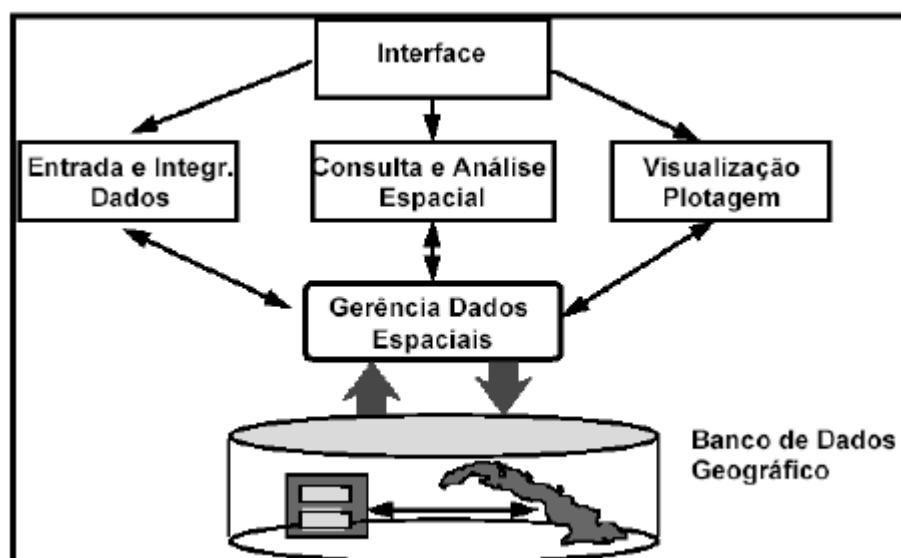 Interface
Entrada e Integr.
Dados
Consulta e Análise
Espacial
Visualização
Plotagem
Gerência Dados
Espaciais
Banco de Dados
Geográfico